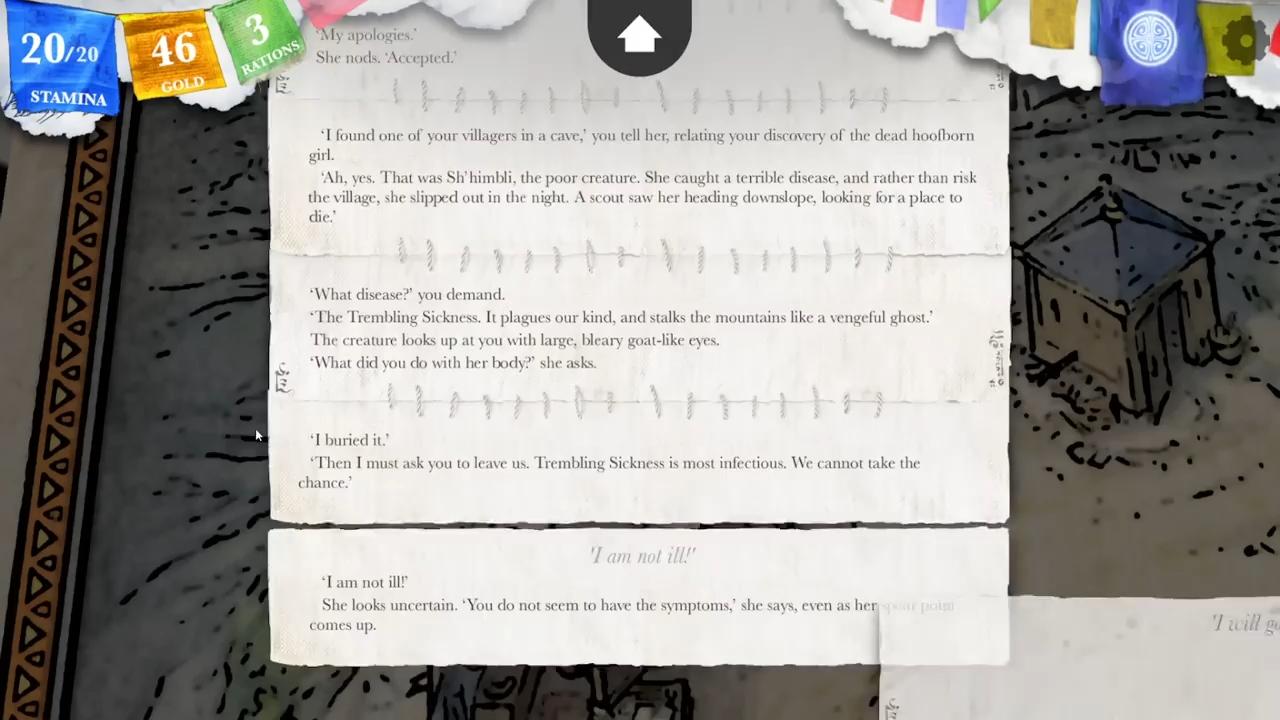 20/20
STAMINA
46
GOLD
3
RATIONS
‘My apologies.’
She nods. ‘Accepted.’
‘I found one of your villagers in a cave,’ you tell her, relating your discovery of the dead hoofborn
girl.
‘Ah, yes. That was Sh’himbli, the poor creature. She caught a terrible disease, and rather than risk
the village, she slipped out in the night. A scout saw her heading downslope, looking for a place to
die.’
‘What disease?’ you demand.
‘The Trembling Sickness. It plagues our kind, and stalks the mountains like a vengeful ghost.’
The creature looks up at you with large, bleary goat-like eyes.
‘What did you do with her body?’ she asks.
‘I buried it.’
‘Then I must ask you to leave us. Trembling Sickness is most infectious. We cannot take the
chance.’
'I am not ill!'
‘I am not ill!’
She looks uncertain. ‘You do not seem to have the symptoms,’ she says, even as her spear point
comes up.
'I will go